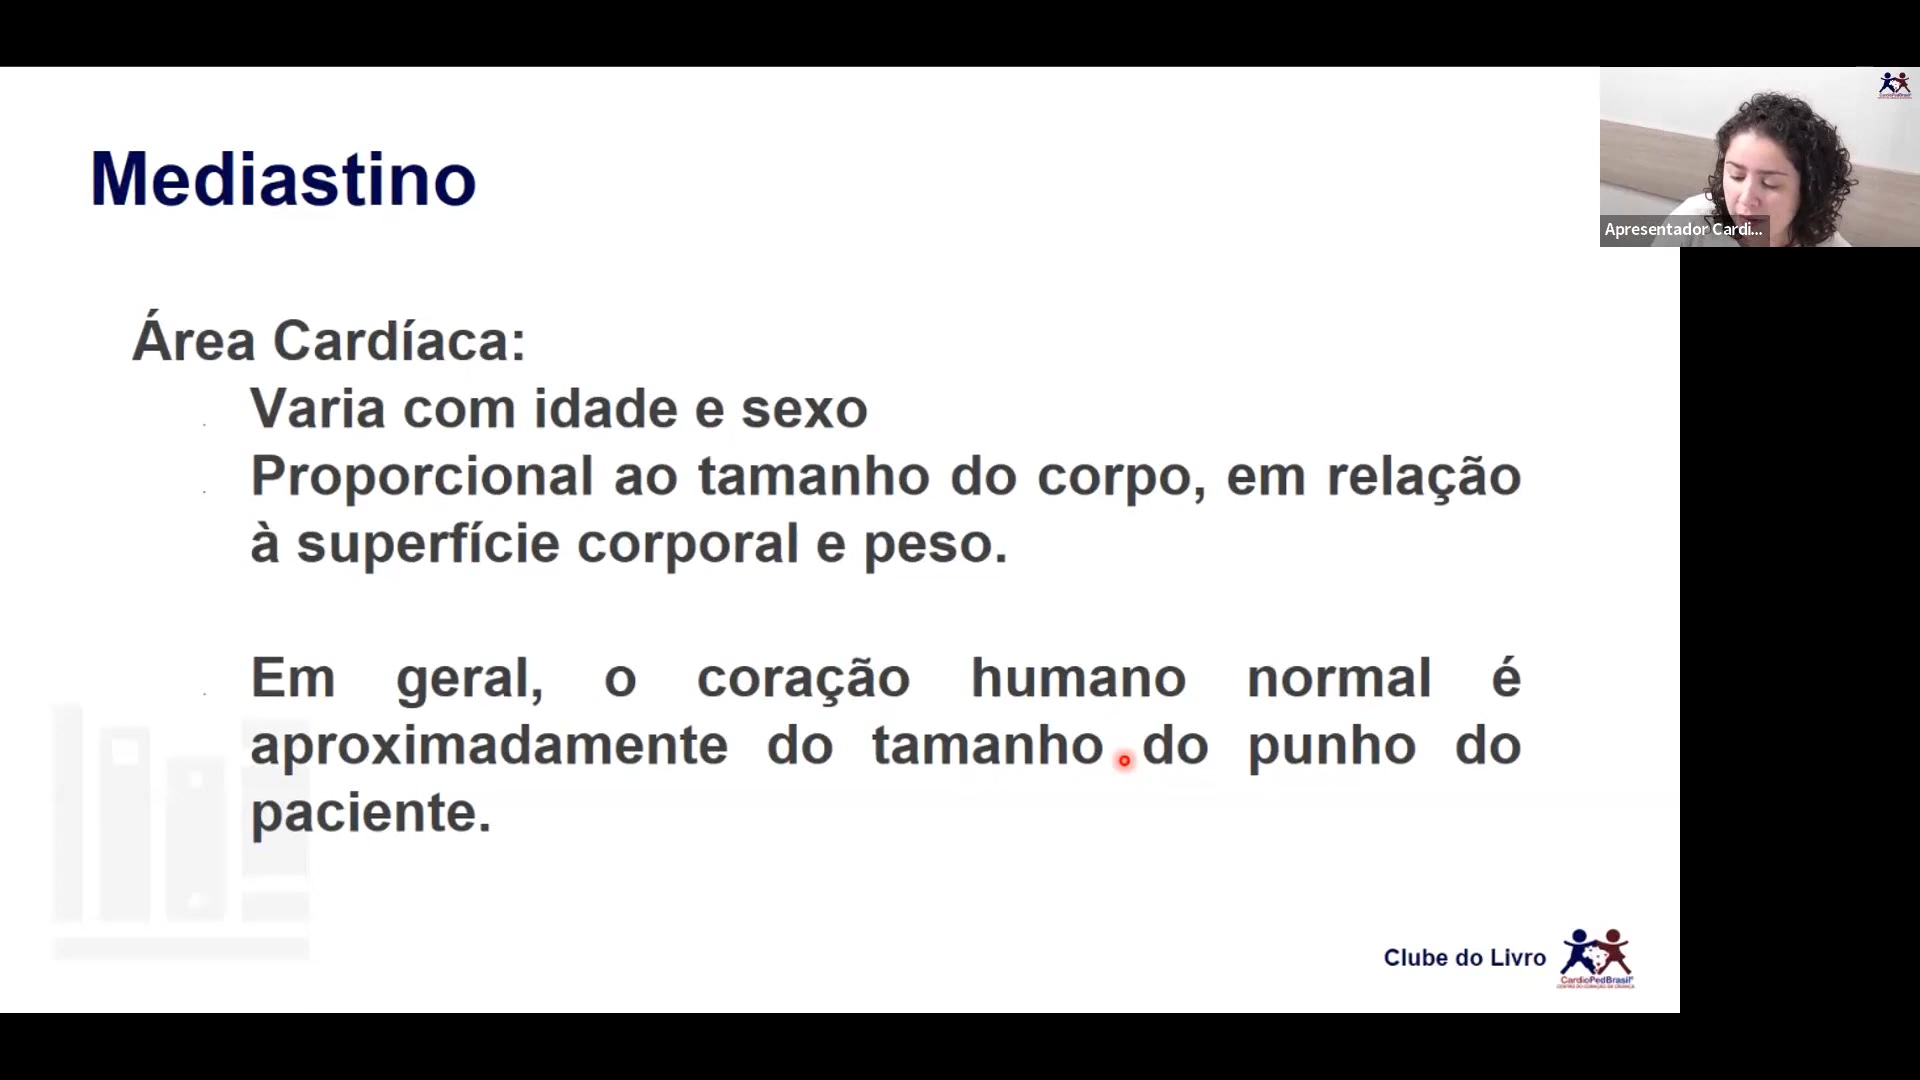 Mediastino
Apresentador Cardi...
Área Cardíaca:
Varia com idade e sexo
Proporcional ao tamanho do corpo, em relação
à superfície corporal e peso.
Em geral, o coração humano normal é
aproximadamente do tamanho do punho do
paciente.
Clube do Livro
CardioPedBrasil®
CENTRO DO CORAÇÃO DA CRIANÇA